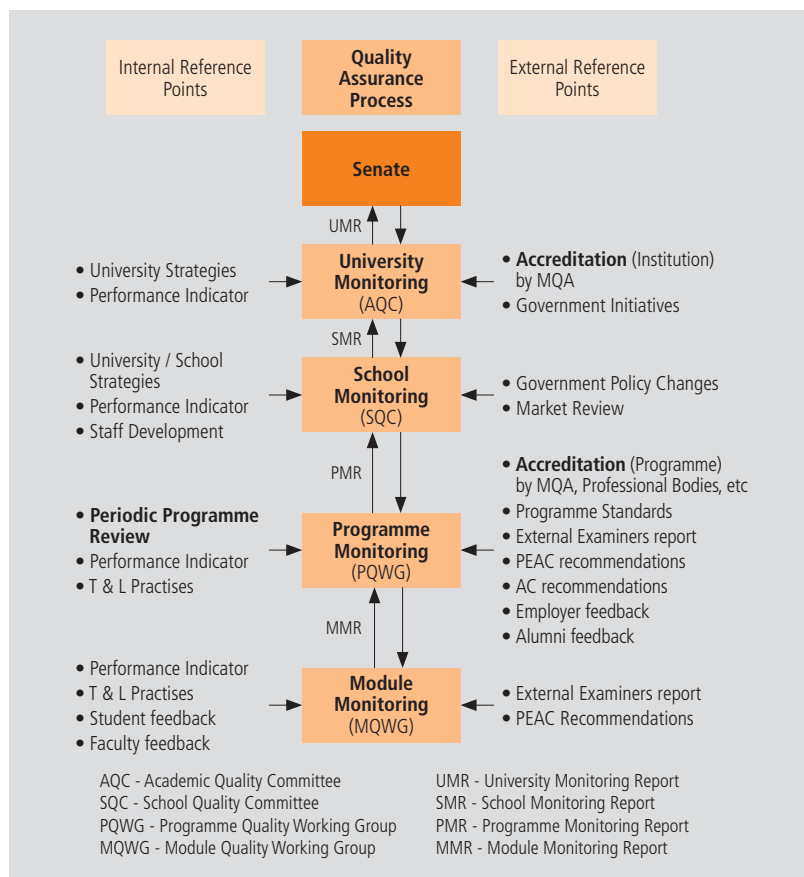 Internal Reference
Points
Quality
Assurance
Process
External Reference
Points
Senate
UMR
• University Strategies
• Performance Indicator
University
Monitoring
(AQC)
• Accreditation (Institution)
by MQA
• Government Initiatives
SMR
• University / School
Strategies
• Performance Indicator
• Staff Development
School
Monitoring
(SQC)
• Government Policy Changes
• Market Review
PMR
• Periodic Programme
Review
• Performance Indicator
• T & L Practises
Programme
Monitoring
(PQWG)
• Accreditation (Programme)
by MQA, Professional Bodies, etc
• Programme Standards
• External Examiners report
• PEAC recommendations
• AC recommendations
• Employer feedback
• Alumni feedback
MMR
• Performance Indicator
• T & L Practises
• Student feedback
• Faculty feedback
Module
Monitoring
(MQWG)
• External Examiners report
• PEAC Recommendations
AQC - Academic Quality Committee
SQC - School Quality Committee
PQWG - Programme Quality Working Group
MQWG - Module Quality Working Group
UMR - University Monitoring Report
SMR - School Monitoring Report
PMR - Programme Monitoring Report
MMR - Module Monitoring Report